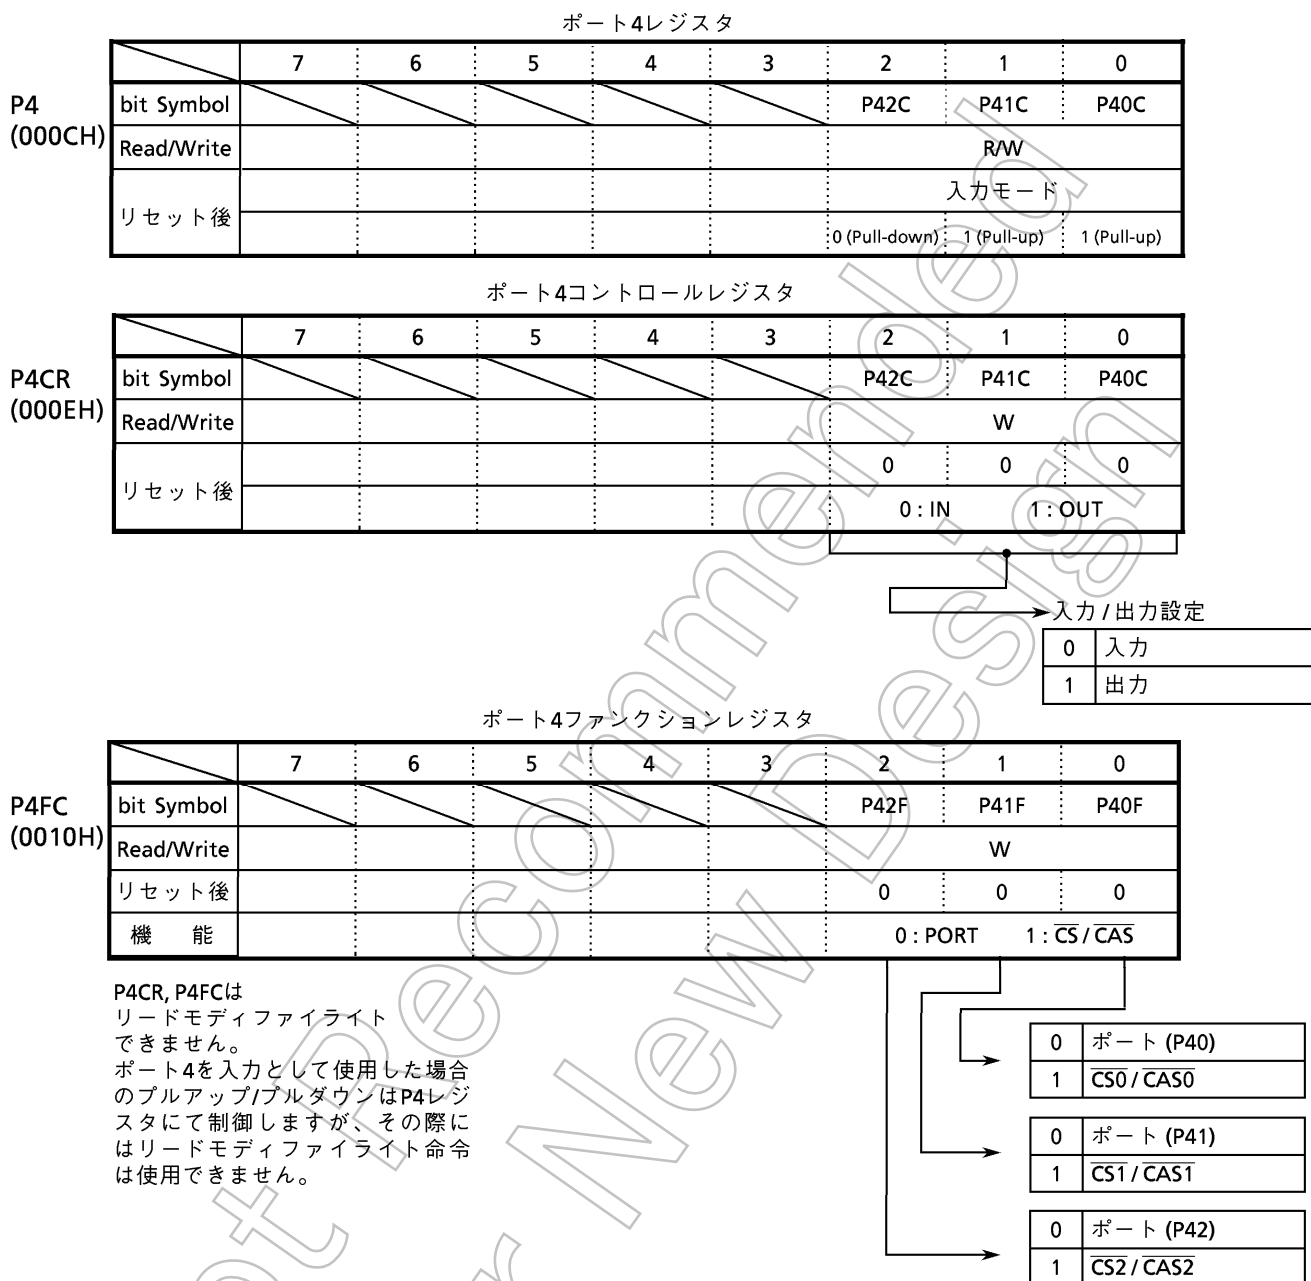 ポート4レジスタ
7 6 5 4 3 2 1 0
P4
(000CH)
bit Symbol P42C P41C P40C
Read/Write R/W
リセット後 入力モード
0 (Pull-down) 1 (Pull-up) 1 (Pull-up)
ポート4コントロールレジスタ
7 6 5 4 3 2 1 0
P4CR
(000EH)
bit Symbol P42C P41C P40C
Read/Write W
リセット後 0 0 0
0 : IN 1 : OUT
入力 / 出力設定
0 入力
1 出力
ポート4ファンクションレジスタ
7 6 5 4 3 2 1 0
P4FC
(0010H)
bit Symbol P42F P41F P40F
Read/Write W
リセット後 0 0 0
機 能 0 : PORT 1 : C̅S̅ / C̅A̅S̅
P4CR, P4FCは
リードモディファイライト
できません。
ポート4を入力として使用した場合
のプルアップ/プルダウンはP4レジ
スタにて制御しますが、その際に
はリードモディファイライト命令
は使用できません。
0 ポート (P40)
1 C̅S̅0̅ / C̅A̅S̅0̅
0 ポート (P41)
1 C̅S̅1̅ / C̅A̅S̅1̅
0 ポート (P42)
1 C̅S̅2̅ / C̅A̅S̅2̅
Not Recommended
for New Design